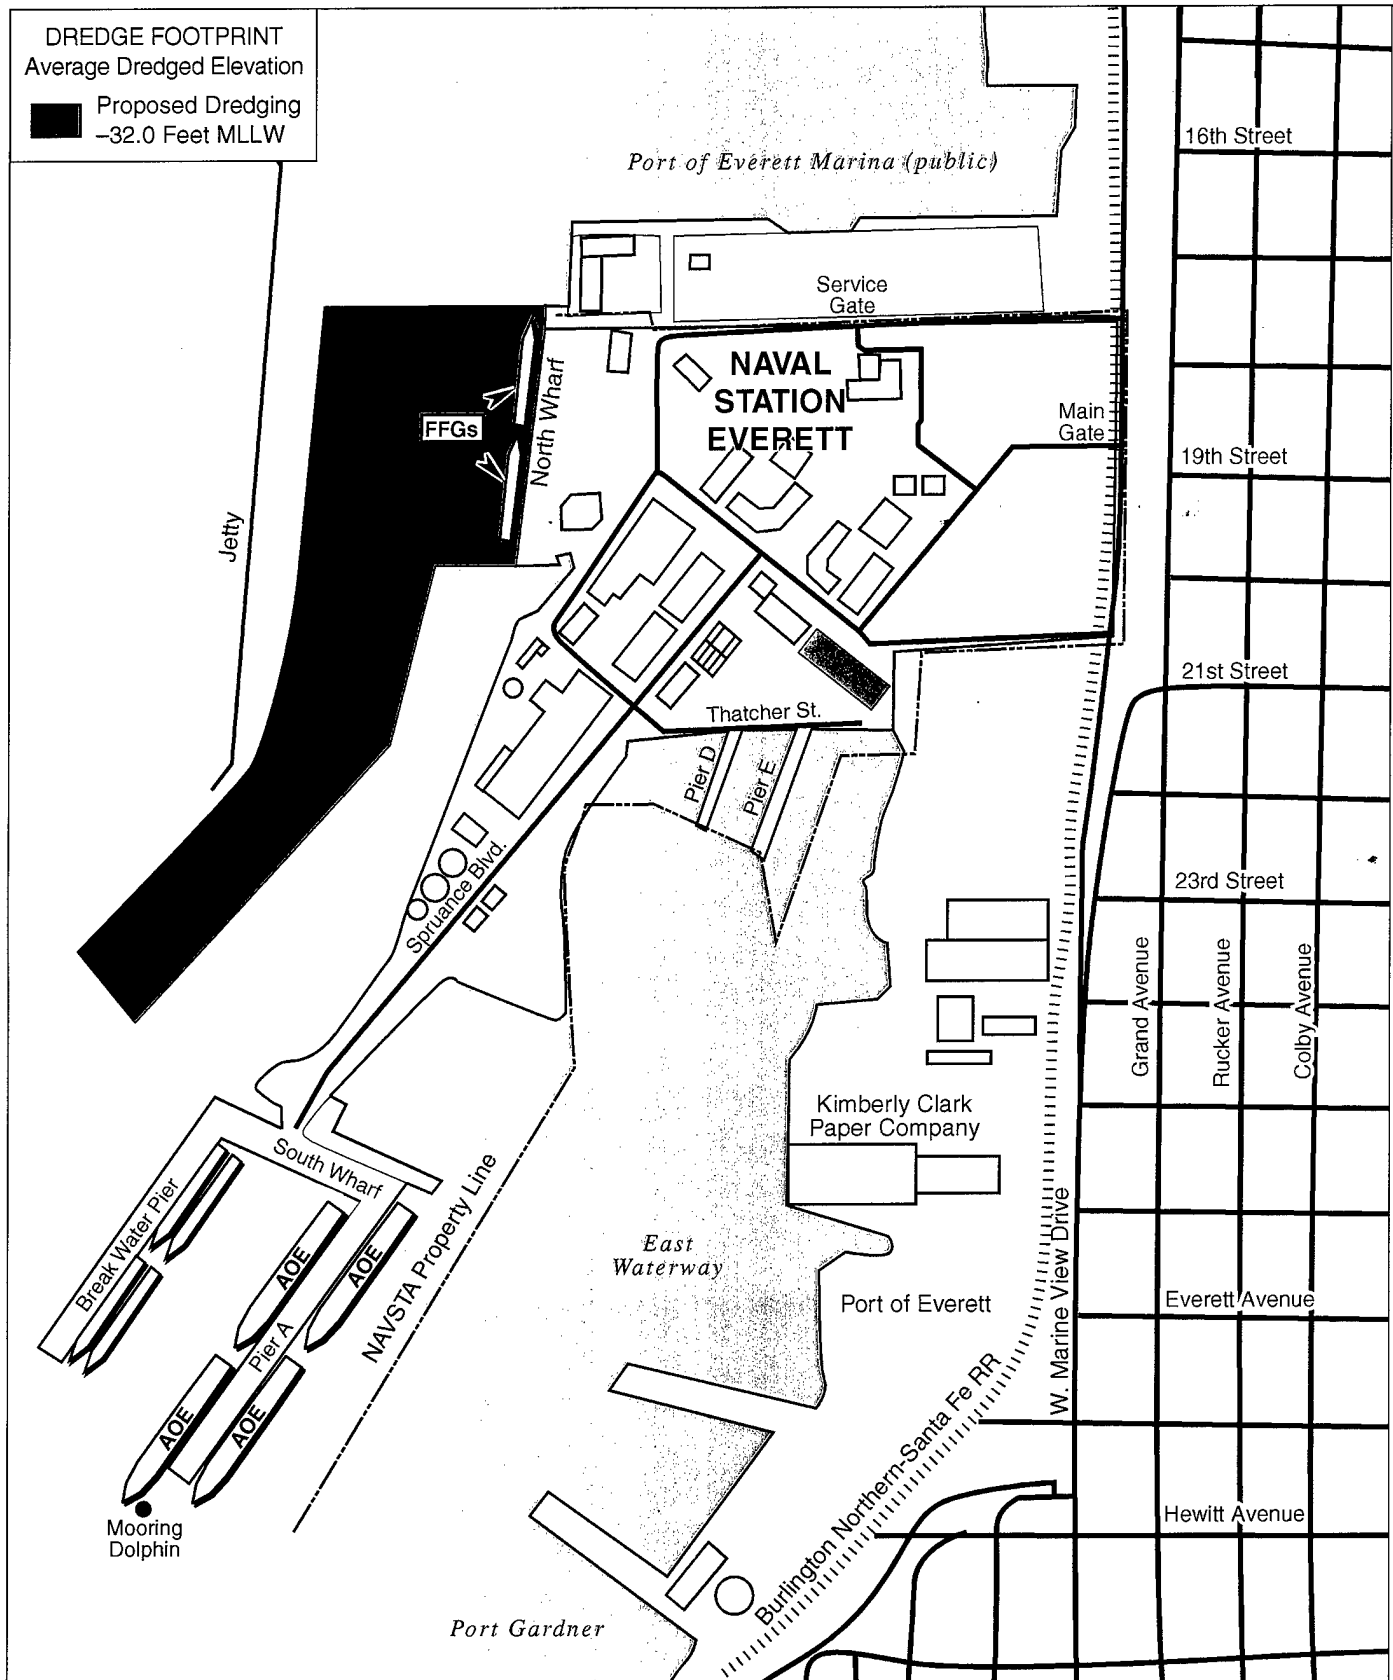 DREDGE FOOTPRINT
Average Dredged Elevation
Proposed Dredging
–32.0 Feet MLLW
16th Street
Port of Everett Marina (public)
Service
Gate
NAVAL
STATION
EVERETT
Main
Gate
FFGs
North Wharf
19th Street
Jetty
21st Street
Thatcher St.
Pier D
Pier E
23rd Street
Spruance Blvd.
Grand Avenue
Rucker Avenue
Colby Avenue
Kimberly Clark
Paper Company
South Wharf
Break Water Pier
NAVSTA Property Line
W. Marine View Drive
East
Waterway
AOE
AOE
Port of Everett
Everett Avenue
Pier A
AOE
AOE
Burlington Northern-Santa Fe RR
Hewitt Avenue
Mooring
Dolphin
Port Gardner